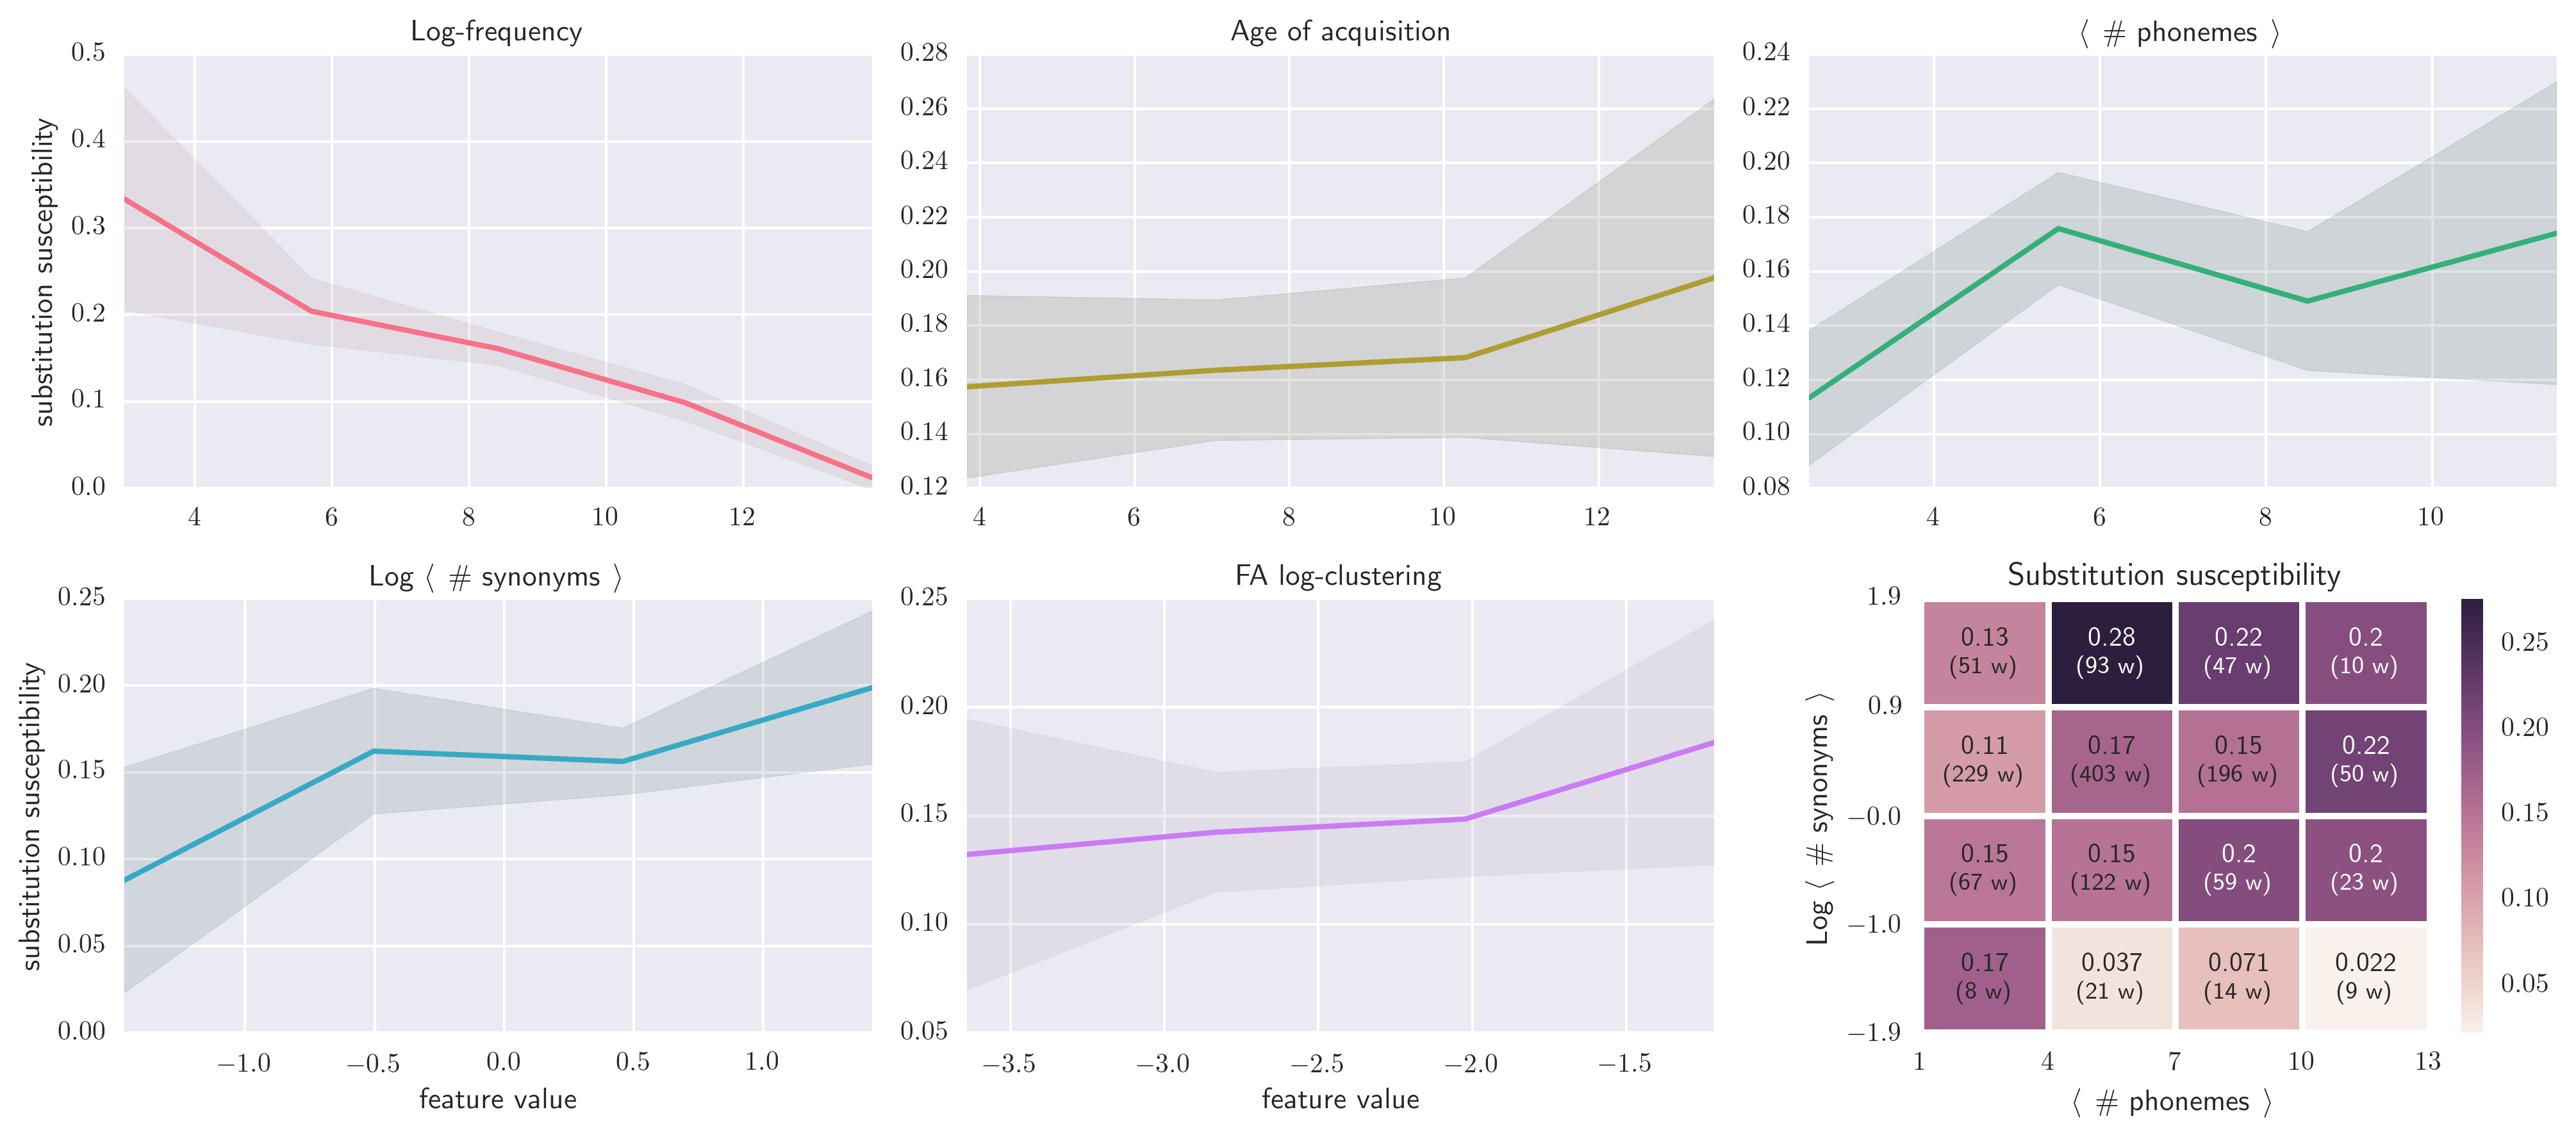 Log-frequency
substitution susceptibility
0.5
0.4
0.3
0.2
0.1
0.0
4 6 8 10 12
Age of acquisition
0.28
0.26
0.24
0.22
0.20
0.18
0.16
0.14
0.12
4 6 8 10 12
⟨ # phonemes ⟩
0.24
0.22
0.20
0.18
0.16
0.14
0.12
0.10
0.08
4 6 8 10
Log ⟨ # synonyms ⟩
substitution susceptibility
0.25
0.20
0.15
0.10
0.05
0.00
−1.0 −0.5 0.0 0.5 1.0
feature value
FA log-clustering
0.25
0.20
0.15
0.10
0.05
−3.5 −3.0 −2.5 −2.0 −1.5
feature value
Substitution susceptibility
Log ⟨ # synonyms ⟩
1.9
0.9
−0.0
−1.0
−1.9
0.13 0.28 0.22 0.2
(51 w) (93 w) (47 w) (10 w)
0.11 0.17 0.15 0.22
(229 w) (403 w) (196 w) (50 w)
0.15 0.15 0.2 0.2
(67 w) (122 w) (59 w) (23 w)
0.17 0.037 0.071 0.022
(8 w) (21 w) (14 w) (9 w)
1 4 7 10 13
⟨ # phonemes ⟩
0.25
0.20
0.15
0.10
0.05